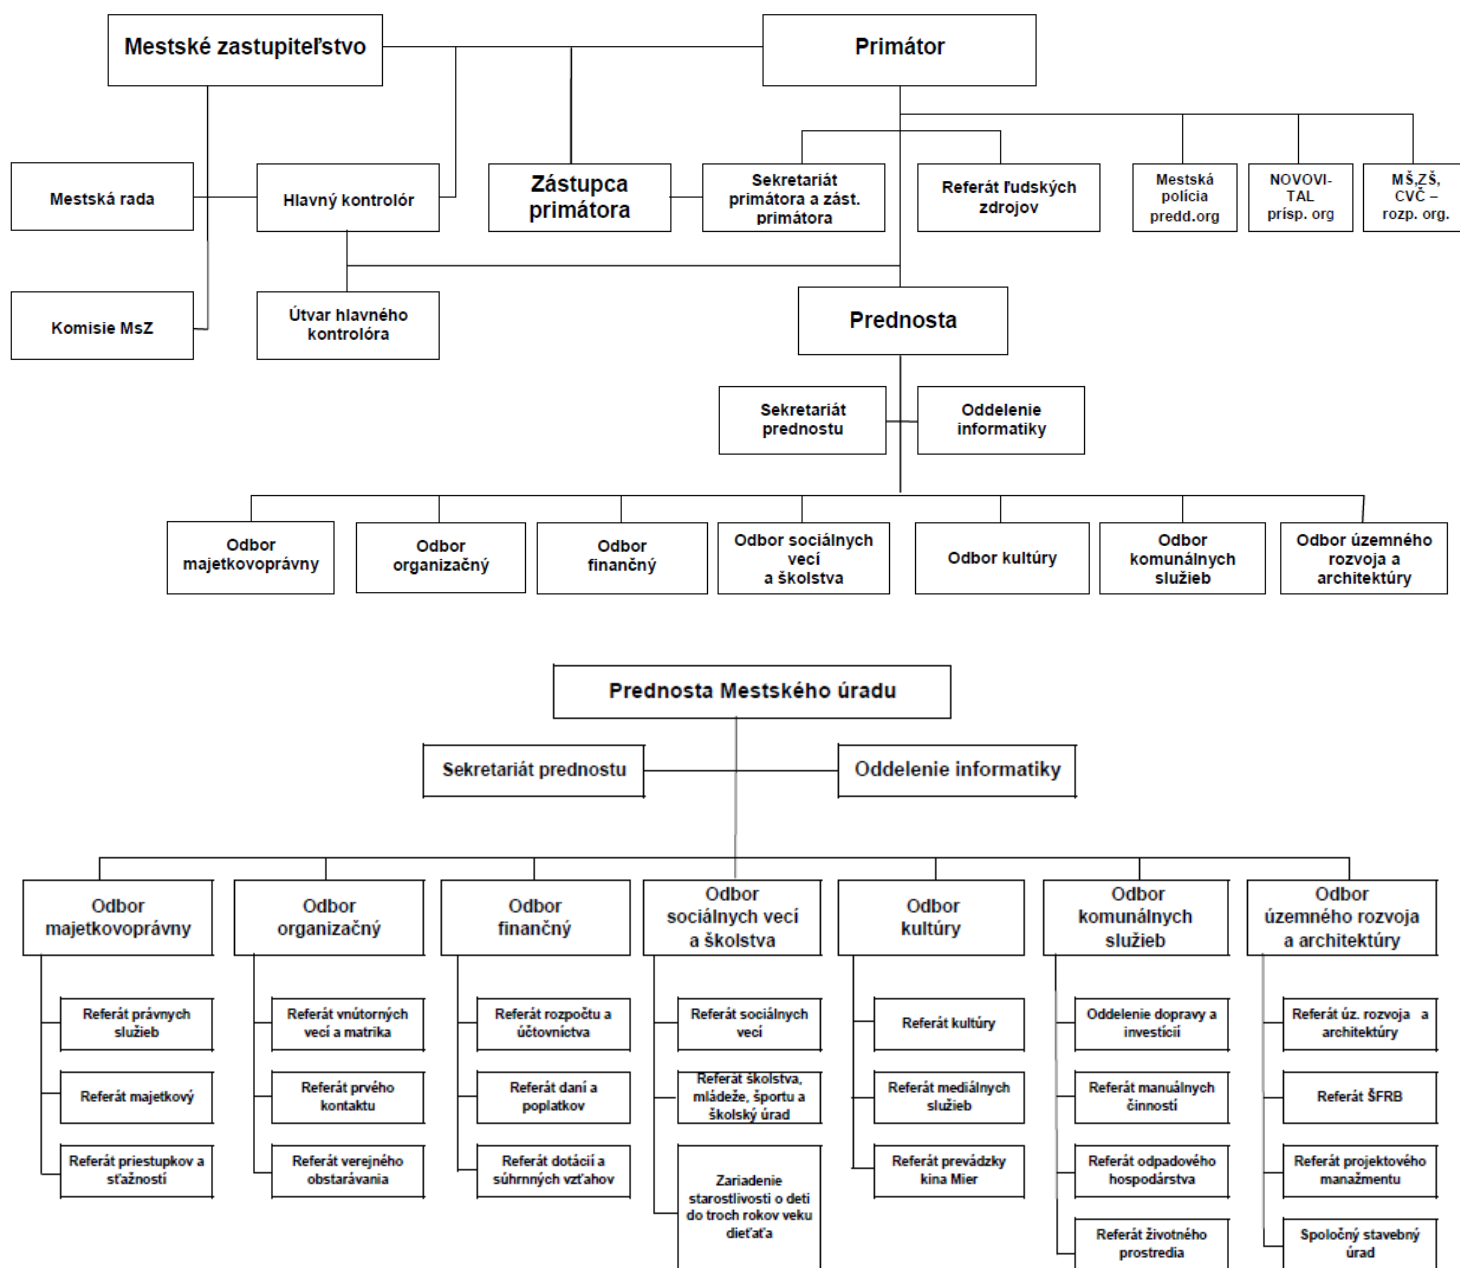 Mestské zastupiteľstvo
Primátor
Mestská rada
Hlavný kontrolór
Zástupca
primátora
Sekretariát
primátora a zást.
primátora
Referát ľudských
zdrojov
Mestská
polícia
predd.org
NOVOVI-
TAL
prísp. org
MŠ,ZŠ,
CVČ –
rozp. org.
Komisie MsZ
Útvar hlavného
kontrolóra
Prednosta
Sekretariát
prednostu
Oddelenie
informatiky
Odbor
majetkovoprávny
Odbor
organizačný
Odbor
finančný
Odbor sociálnych
vecí
a školstva
Odbor kultúry
Odbor
komunálnych
služieb
Odbor územného
rozvoja a
architektúry
Prednosta Mestského úradu
Sekretariát prednostu
Oddelenie informatiky
Odbor
majetkovoprávny
Odbor
organizačný
Odbor
finančný
Odbor
sociálnych vecí
a školstva
Odbor
kultúry
Odbor
komunálnych
služieb
Odbor
územného rozvoja
a architektúry
Referát právnych
služieb
Referát vnútorných
vecí a matrika
Referát rozpočtu a
účtovníctva
Referát sociálnych
vecí
Referát kultúry
Oddelenie dopravy a
investícií
Referát úz. rozvoja a
architektúry
Referát majetkový
Referát prvého
kontaktu
Referát daní a
poplatkov
Referát školstva,
mládeže, športu a
školský úrad
Referát mediálnych
služieb
Referát manuálnych
činností
Referát ŠFRB
Referát priestupkov a
sťažností
Referát verejného
obstarávania
Referát dotácií a
súhrnných vzťahov
Zariadenie
starostlivosti o deti
do troch rokov veku
dieťaťa
Referát prevádzky
kina Mier
Referát odpadového
hospodárstva
Referát projektového
manažmentu
Referát životného
prostredia
Spoločný stavebný
úrad